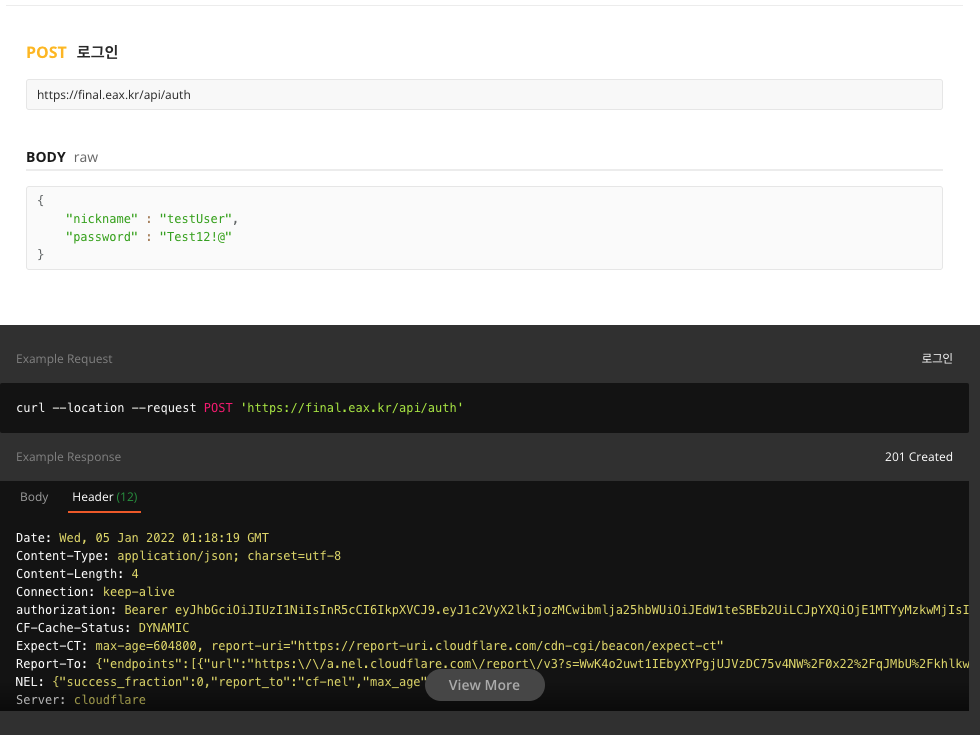 POST 로그인
https://final.eax.kr/api/auth
BODY raw
{
"nickname" : "testUser",
"password" : "Test12!@"
}
Example Request 로그인
curl --location --request POST 'https://final.eax.kr/api/auth'
Example Response 201 Created
Body Header (12)
Date: Wed, 05 Jan 2022 01:18:19 GMT
Content-Type: application/json; charset=utf-8
Content-Length: 4
Connection: keep-alive
authorization: Bearer eyJhbGciOiJIUzI1NiIsInR5cCI6IkpXVCJ9.eyJ1c2VyX2lkIjozMCwibmlja25hbWUiOiJEdW1teSBEb2UiLCJpYXQiOjE1MTYyMzkwMjIsI
CF-Cache-Status: DYNAMIC
Expect-CT: max-age=604800, report-uri="https://report-uri.cloudflare.com/cdn-cgi/beacon/expect-ct"
Report-To: {"endpoints":[{"url":"https:\/\/a.nel.cloudflare.com\/report\/v3?s=WwK4o2uwt1IEbyXYPgjUJVzDC75v4NW%2F0x22%2FqJMbU%2Fkhlkw
NEL: {"success_fraction":0,"report_to":"cf-nel","max_age"
View More
Server: cloudflare